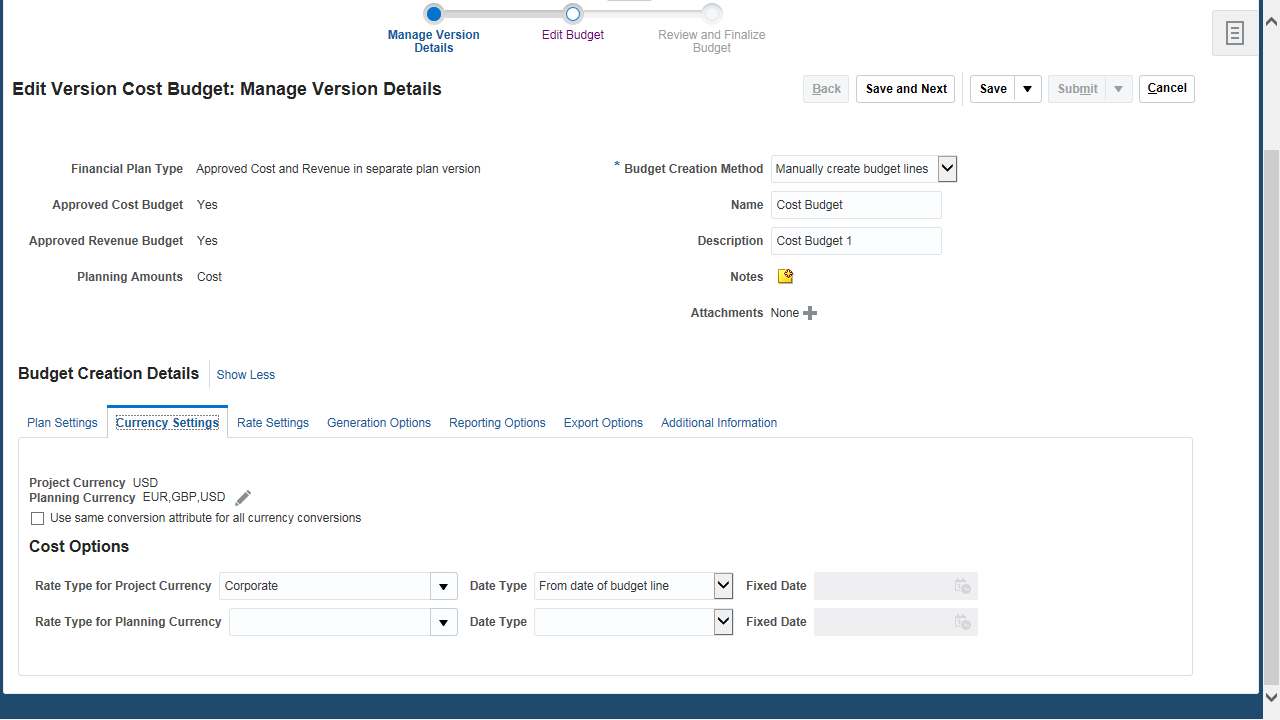 Manage Version Details
Edit Budget
Review and Finalize Budget
Edit Version Cost Budget: Manage Version Details
Back
Save and Next
Save
Submit
Cancel
Financial Plan Type Approved Cost and Revenue in separate plan version
* Budget Creation Method Manually create budget lines
Approved Cost Budget Yes
Name Cost Budget
Approved Revenue Budget Yes
Description Cost Budget 1
Planning Amounts Cost
Notes
Attachments None
Budget Creation Details Show Less
Plan Settings Currency Settings Rate Settings Generation Options Reporting Options Export Options Additional Information
Project Currency USD
Planning Currency EUR,GBP,USD
Use same conversion attribute for all currency conversions
Cost Options
Rate Type for Project Currency Corporate Date Type From date of budget line Fixed Date
Rate Type for Planning Currency Date Type Fixed Date